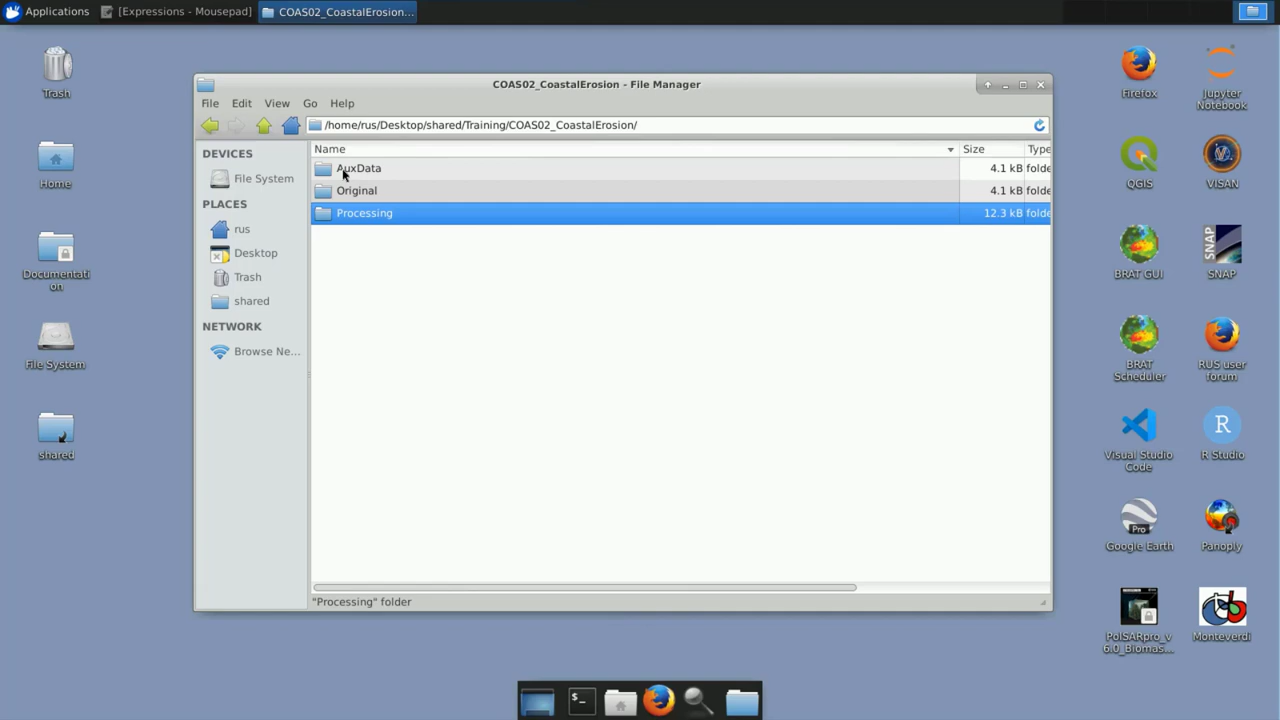 Applications
[Expressions - Mousepad]
COAS02_CoastalErosion...
Trash
Home
Documentati
on
File System
shared
COAS02_CoastalErosion - File Manager
File Edit View Go Help
/home/rus/Desktop/shared/Training/COAS02_CoastalErosion/
DEVICES
File System
PLACES
rus
Desktop
Trash
shared
NETWORK
Browse Ne...
Name Size Type
AuxData 4.1 kB folde
Original 4.1 kB folde
Processing 12.3 kB folde
"Processing" folder
Firefox
Jupyter
Notebook
QGIS
VISAN
BRAT GUI
SNAP
SNAP
BRAT
Scheduler
RUS user
forum
Visual Studio
Code
R
R Studio
Pro
Google Earth
Panoply
PolSARpro_v
6.0_Biomas...
Monteverdi
$_